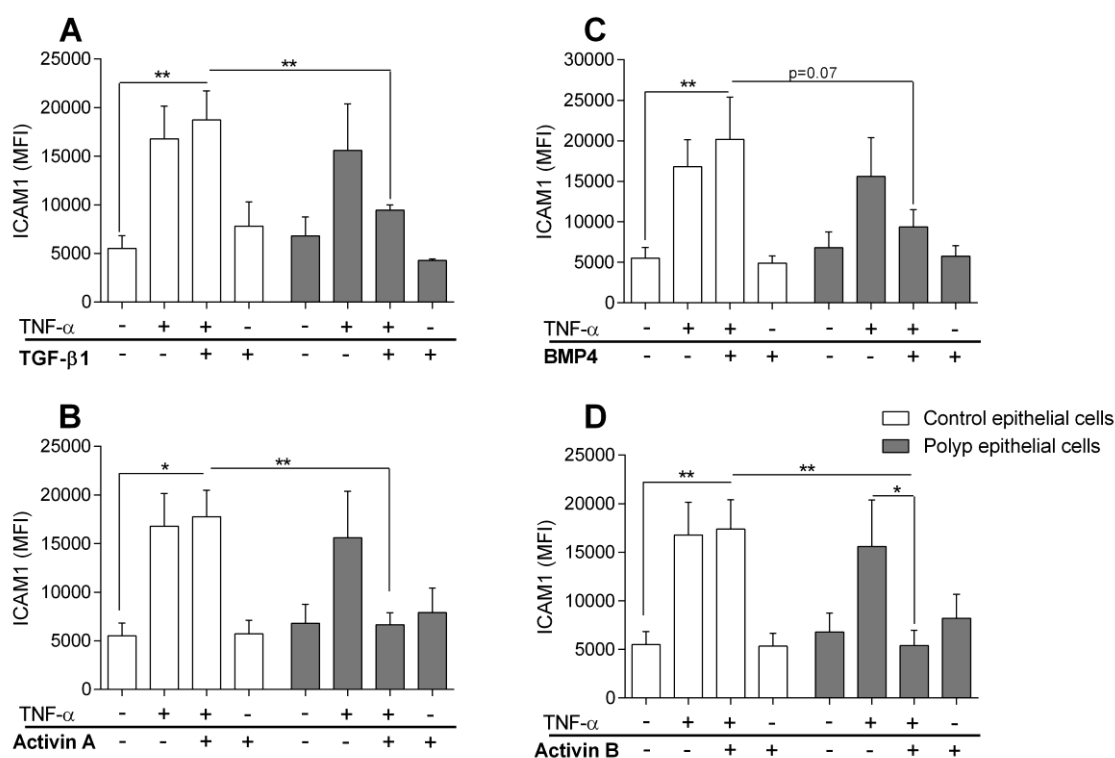 A
25000
20000
15000
10000
5000
0
ICAM1 (MFI)
** **
TNF-α - + + - - + + -
TGF-β1 - - + + - - + +
C
30000
25000
20000
15000
10000
5000
0
ICAM1 (MFI)
** p=0.07
TNF-α - + + - - + + -
BMP4 - - + + - - + +
B
25000
20000
15000
10000
5000
0
ICAM1 (MFI)
* **
TNF-α - + + - - + + -
Activin A - - + + - - + +
D
Control epithelial cells
Polyp epithelial cells
25000
20000
15000
10000
5000
0
ICAM1 (MFI)
** **
*
TNF-α - + + - - + + -
Activin B - - + + - - + +